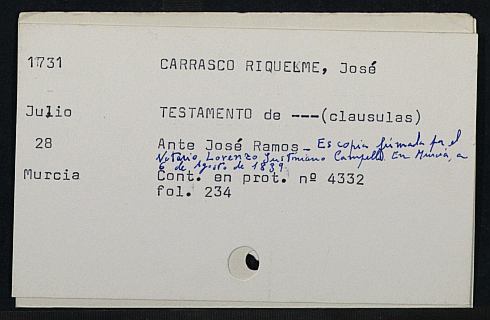 1731 CARRASCO RIQUELME, José
Julio TESTAMENTO de ---(clausulas)
28 Ante José Ramos - Es copia firmada por el
Notario, Lorenzo Justiniano Campello. En Murcia, a
6 de Agosto de 1839
Murcia Cont. en prot. nº 4332
fol. 234